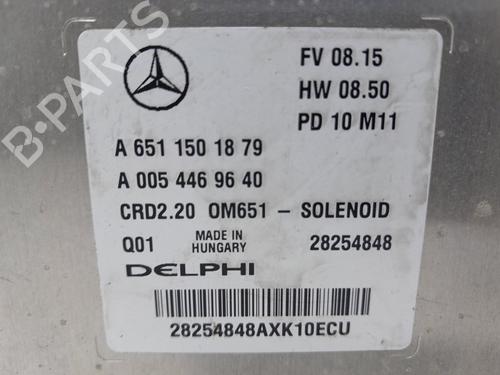 B-PARTS
FV 08.15
HW 08.50
PD 10 M11
A 651 150 18 79
A 005 446 96 40
CRD2.20 OM651 - SOLENOID
Q01 MADE IN HUNGARY 28254848
DELPHI
28254848AXK10ECU